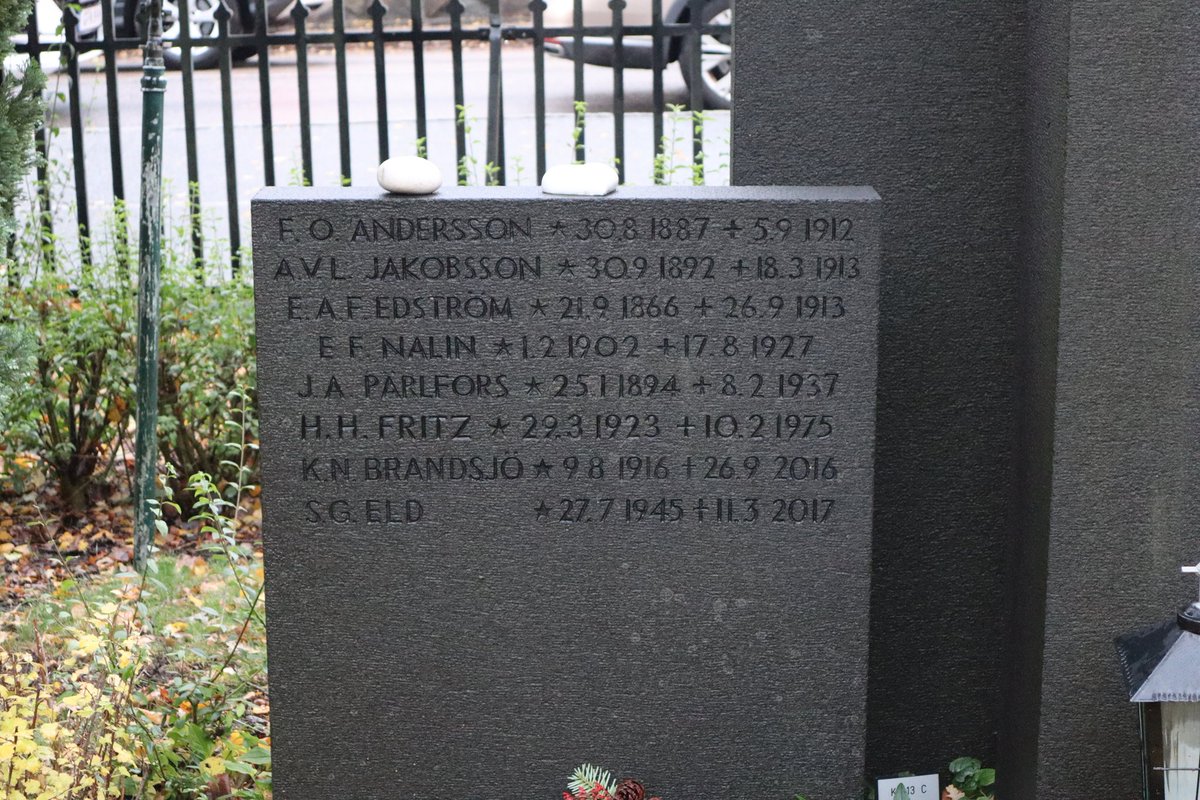 F. O. ANDERSSON * 30.8 1887 + 5.9 1912
A.V.L. JAKOBSSON * 30.9 1892 + 18.3 1913
E.A.F. EDSTRÖM * 21.9 1866 + 26.9 1913
E F. NALIN * 1.2 1902 + 17.8 1927
J.A. PÄRLFORS * 25.1 1894 + 8.2 1937
H.H. FRITZ * 29.3 1923 + 10.2 1975
K.N. BRANDSJÖ * 9.8 1916 + 26.9 2016
S.G. ELD * 27.7 1945 + 11.3 2017
13 C